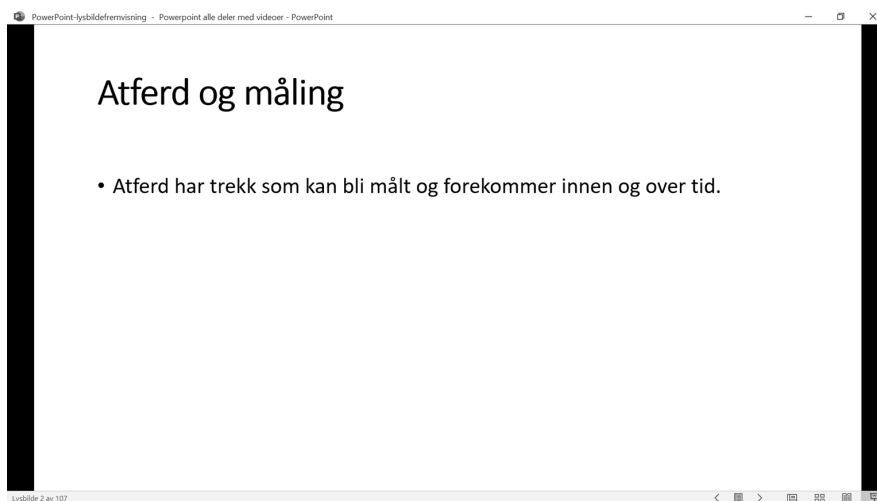 PowerPoint-lysbildefremvisning - Powerpoint alle deler med videoer - PowerPoint
Atferd og måling
• Atferd har trekk som kan bli målt og forekommer innen og over tid.
Lysbilde 2 av 107